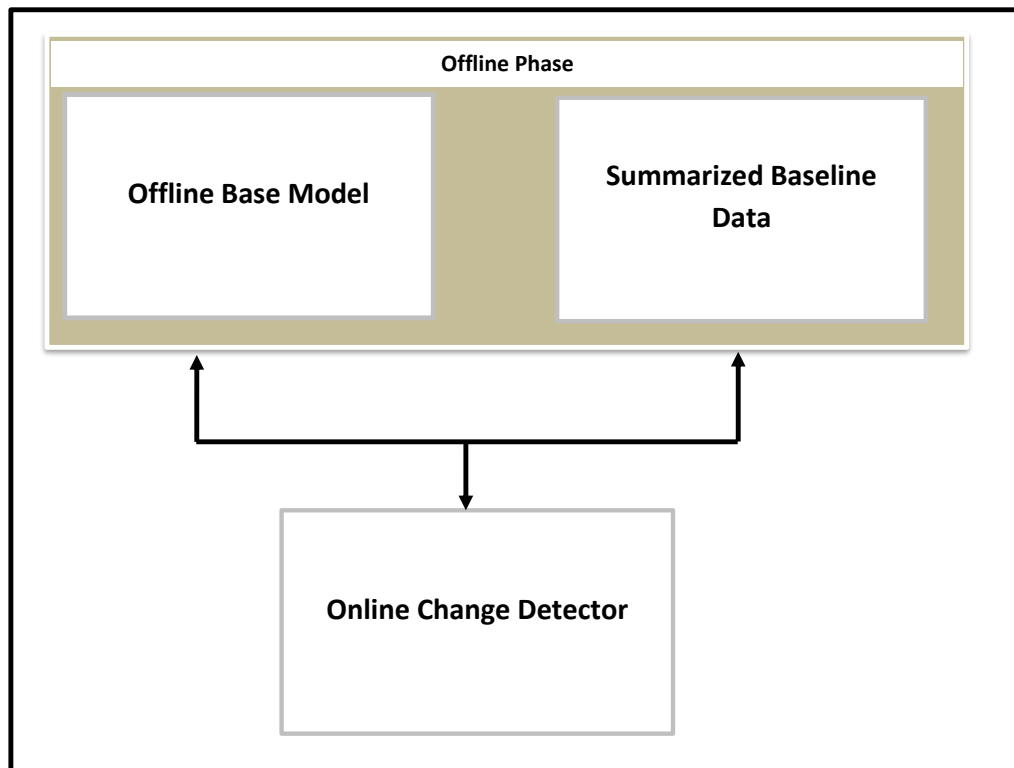 Offline Phase
Offline Base Model
Summarized Baseline
Data
Online Change Detector